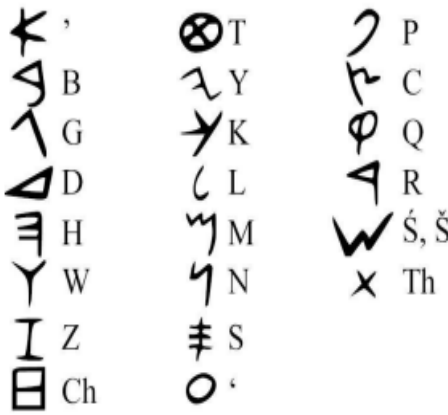 𐤀 ’ 𐤈 T 𐤐 P
𐤁 B 𐤉 Y 𐤑 C
𐤂 G 𐤊 K 𐤒 Q
𐤃 D 𐤋 L 𐤓 R
𐤄 H 𐤌 M 𐤔 Ś, Š
𐤅 W 𐤍 N 𐤕 Th
𐤆 Z 𐤎 S
𐤇 Ch 𐤏 ‘